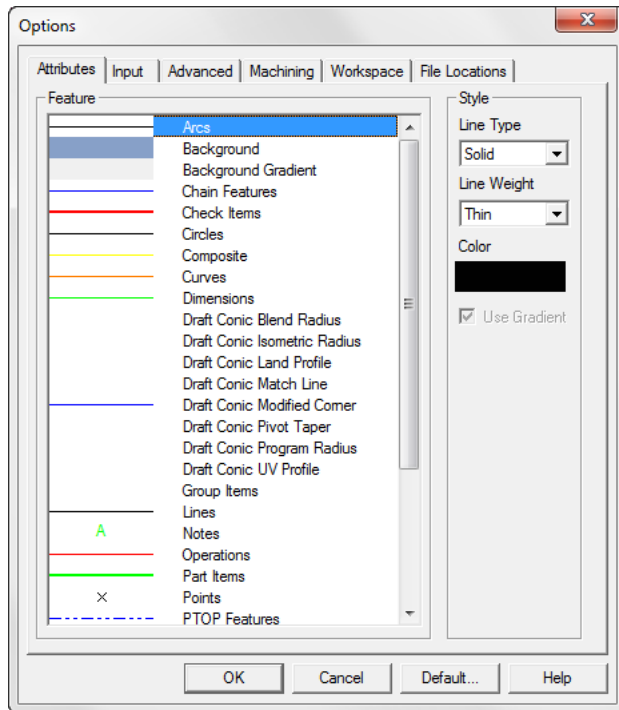 Options
Attributes Input Advanced Machining Workspace File Locations
Feature
Arcs
Background
Background Gradient
Chain Features
Check Items
Circles
Composite
Curves
Dimensions
Draft Conic Blend Radius
Draft Conic Isometric Radius
Draft Conic Land Profile
Draft Conic Match Line
Draft Conic Modified Corner
Draft Conic Pivot Taper
Draft Conic Program Radius
Draft Conic UV Profile
Group Items
Lines
A Notes
Operations
Part Items
Points
PTOP Features
Style
Line Type
Solid
Line Weight
Thin
Color
Use Gradient
OK Cancel Default... Help